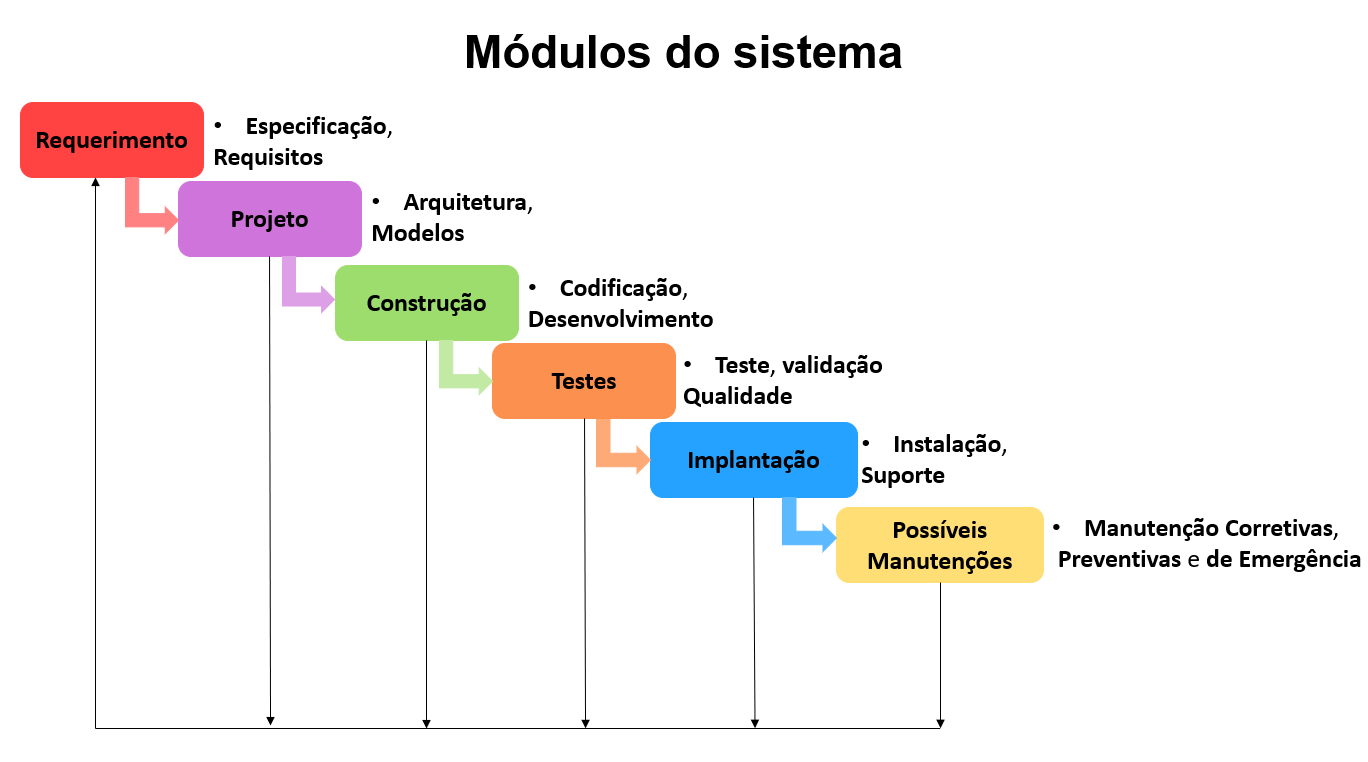 Módulos do sistema
Requerimento
• Especificação,
Requisitos
Projeto
• Arquitetura,
Modelos
Construção
• Codificação,
Desenvolvimento
Testes
• Teste, validação
Qualidade
Implantação
• Instalação,
Suporte
Possíveis
Manutenções
• Manutenção Corretivas,
Preventivas e de Emergência